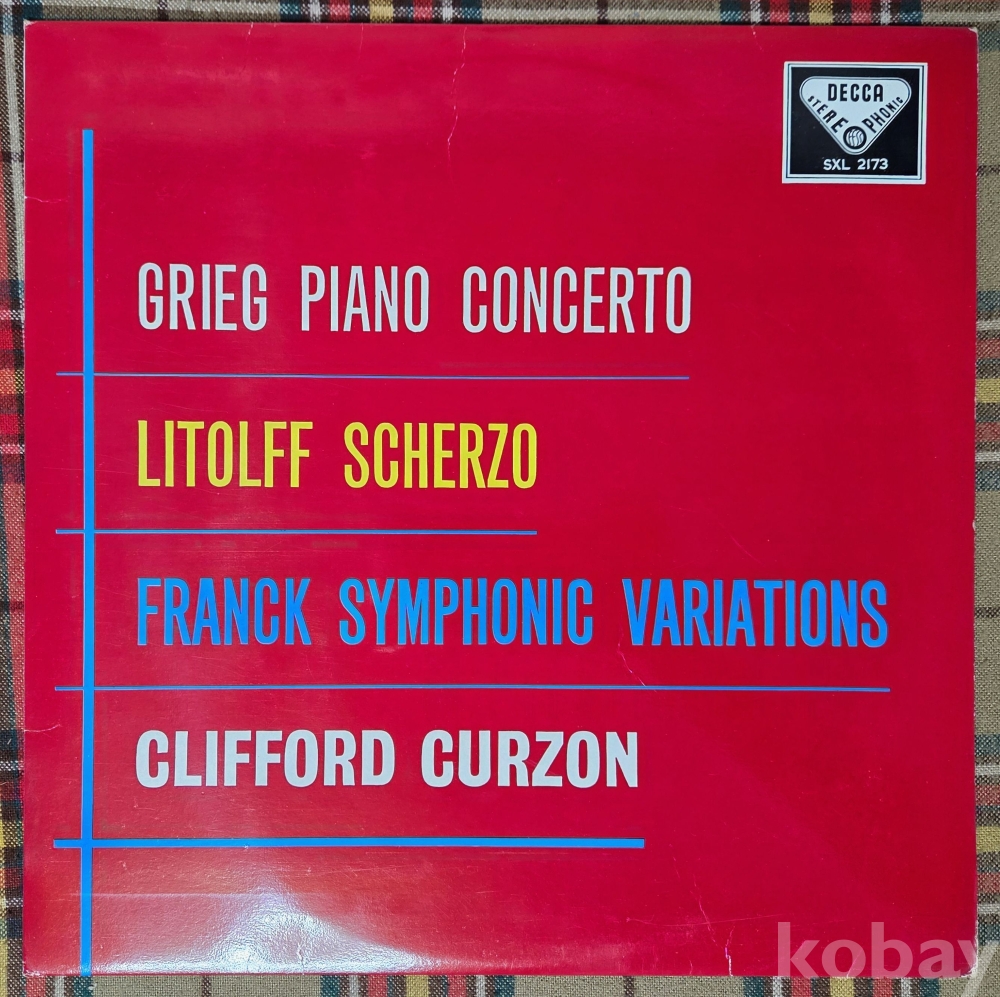 DECCA
STEREOPHONIC
SXL 2173
GRIEG PIANO CONCERTO
LITOLFF SCHERZO
FRANCK SYMPHONIC VARIATIONS
CLIFFORD CURZON
kobay